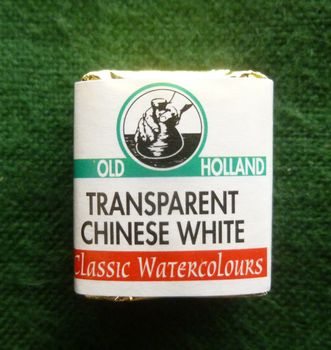 OLD HOLLAND
TRANSPARENT
CHINESE WHITE
Classic Watercolours